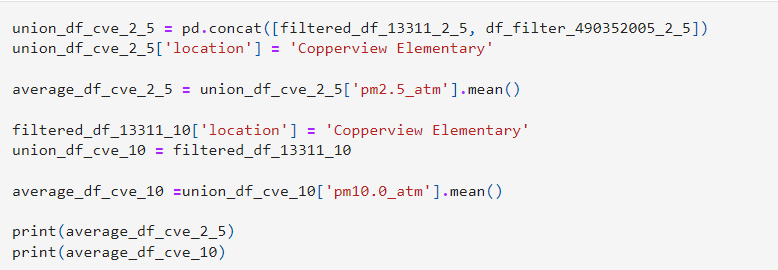 union_df_cve_2_5 = pd.concat([filtered_df_13311_2_5, df_filter_490352005_2_5])
union_df_cve_2_5['location'] = 'Copperview Elementary'
average_df_cve_2_5 = union_df_cve_2_5['pm2.5_atm'].mean()
filtered_df_13311_10['location'] = 'Copperview Elementary'
union_df_cve_10 = filtered_df_13311_10
average_df_cve_10 =union_df_cve_10['pm10.0_atm'].mean()
print(average_df_cve_2_5)
print(average_df_cve_10)